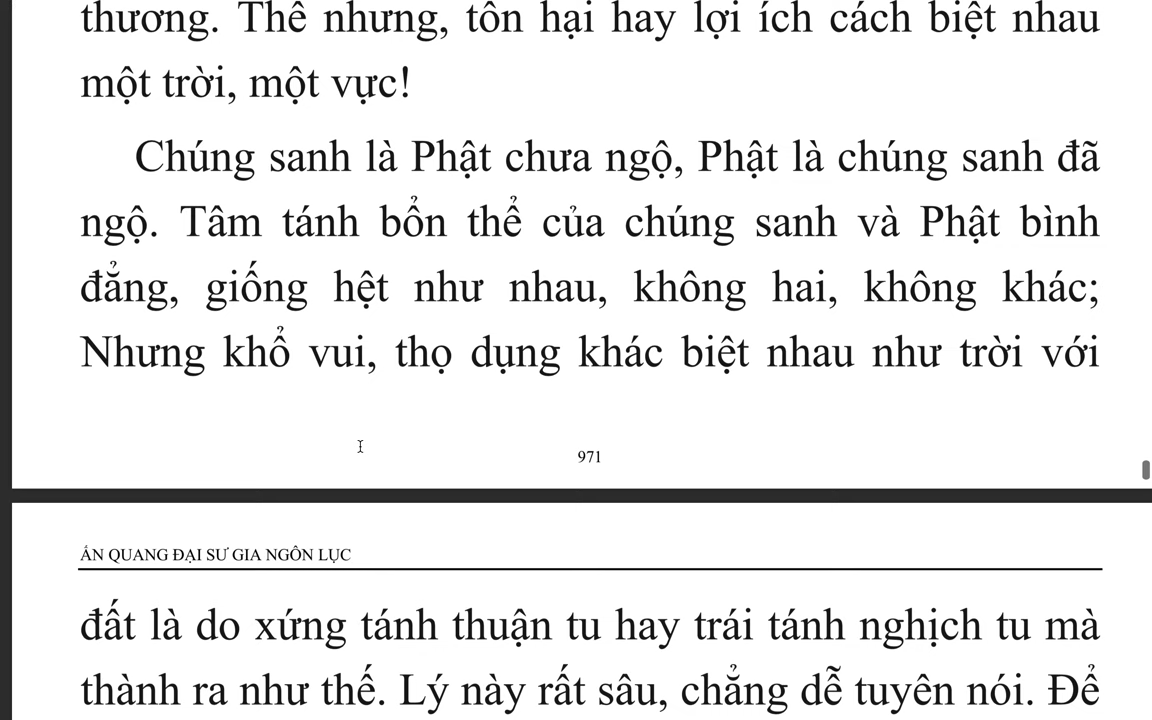 thương. Thế nhưng, tổn hại hay lợi ích cách biệt nhau
một trời, một vực!
Chúng sanh là Phật chưa ngộ, Phật là chúng sanh đã
ngộ. Tâm tánh bổn thể của chúng sanh và Phật bình
đẳng, giống hệt như nhau, không hai, không khác;
Nhưng khổ vui, thọ dụng khác biệt nhau như trời với
971
ẤN QUANG ĐẠI SƯ GIA NGÔN LỤC
đất là do xứng tánh thuận tu hay trái tánh nghịch tu mà
thành ra như thế. Lý này rất sâu, chẳng dễ tuyên nói. Để